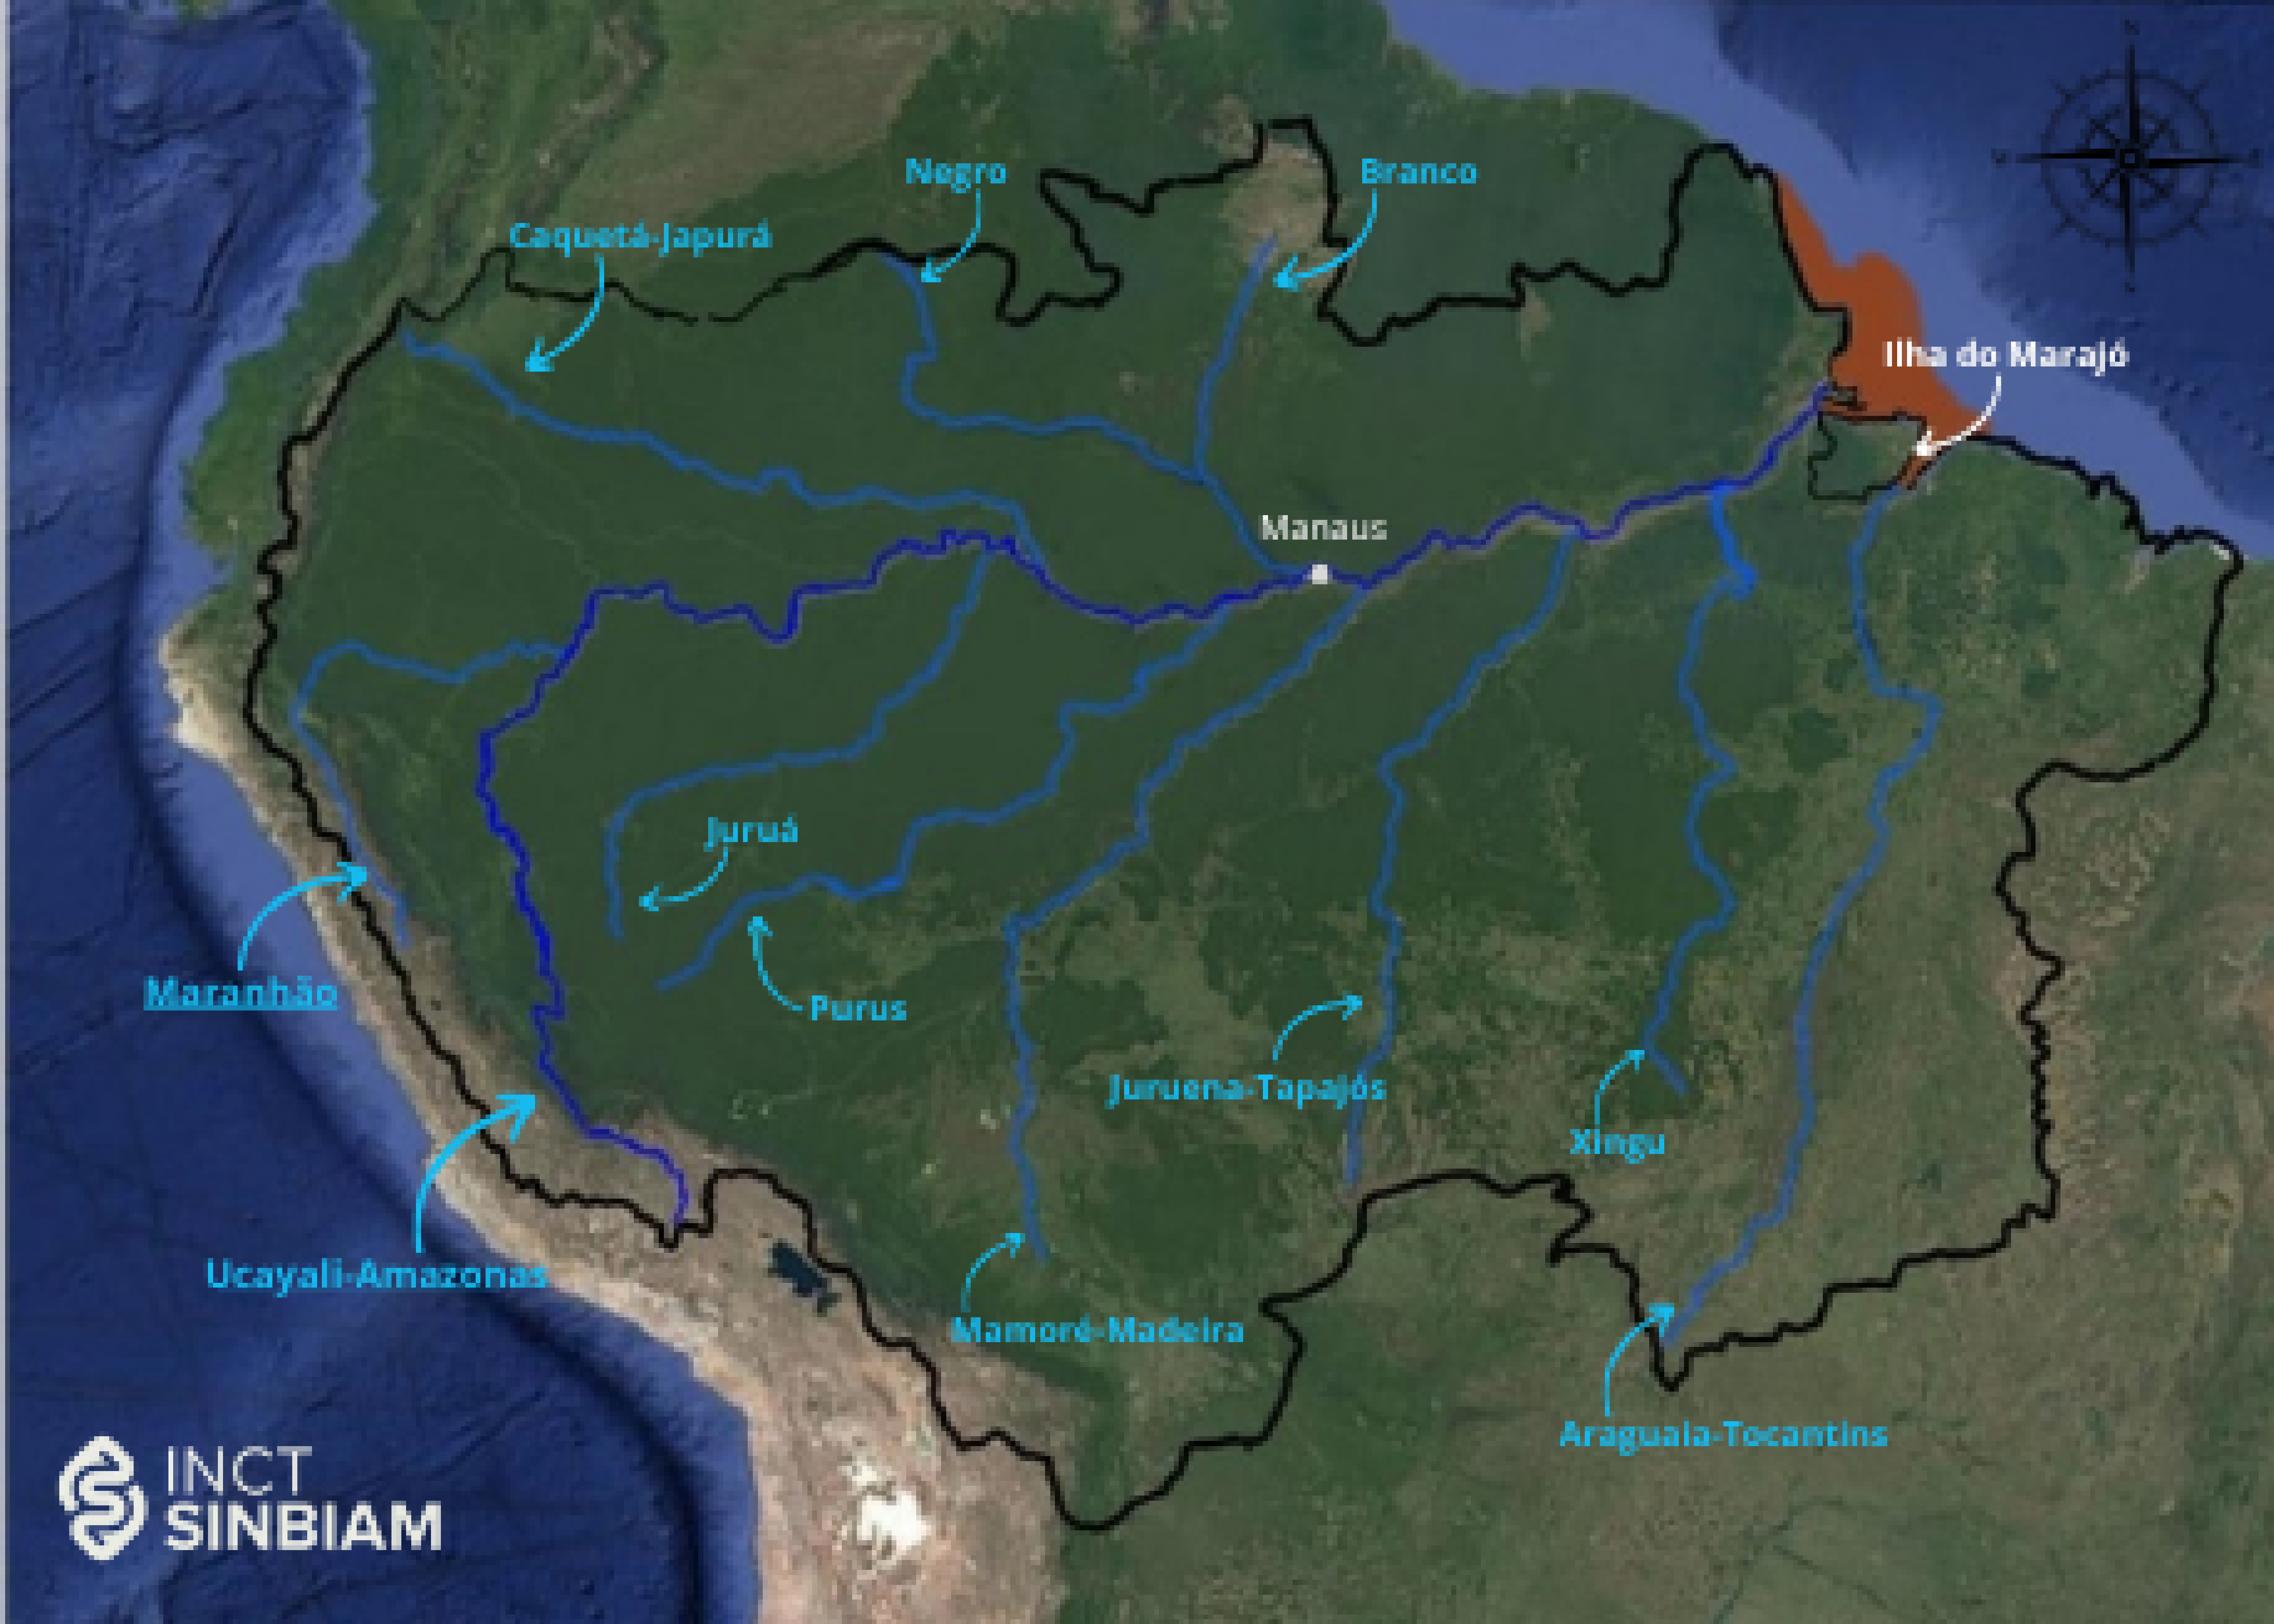 Negro
Branco
Caquetá-Japurá
Ilha do Marajó
Manaus
Juruá
Maranhão
Purus
Juruena-Tapajós
Xingu
Ucayali-Amazonas
Mamoré-Madeira
Araguaia-Tocantins
INCT
SINBIAM